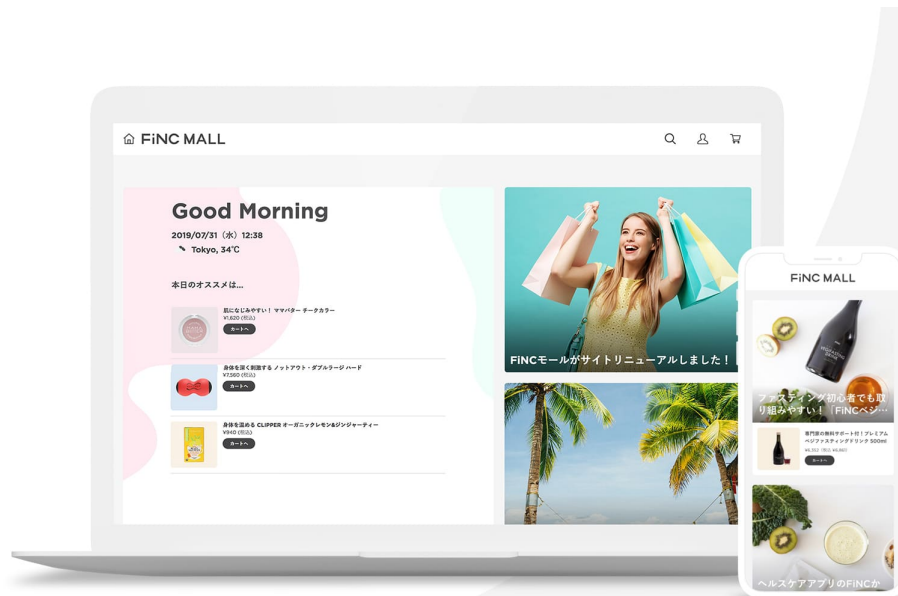 FiNC MALL
Good Morning
2019/07/31（水）12:38
Tokyo, 34℃
本日のオススメは...
肌になじみやすい！ ママバター チークカラー
¥1,620 (税込)
カートへ
身体を深く刺激する ノットアウト・ダブルラージ ハード
¥7,560 (税込)
カートへ
身体を温める CLIPPER オーガニックレモン&ジンジャーティー
¥940 (税込)
カートへ
FiNCモールがサイトリニューアルしました！
FiNC MALL
ファスティング初心者でも取
り組みやすい！「FiNCベジ…
専門家の無料サポート付！プレミアム
ベジファスティングドリンク 500ml
カートへ
ヘルスケアアプリのFiNCか